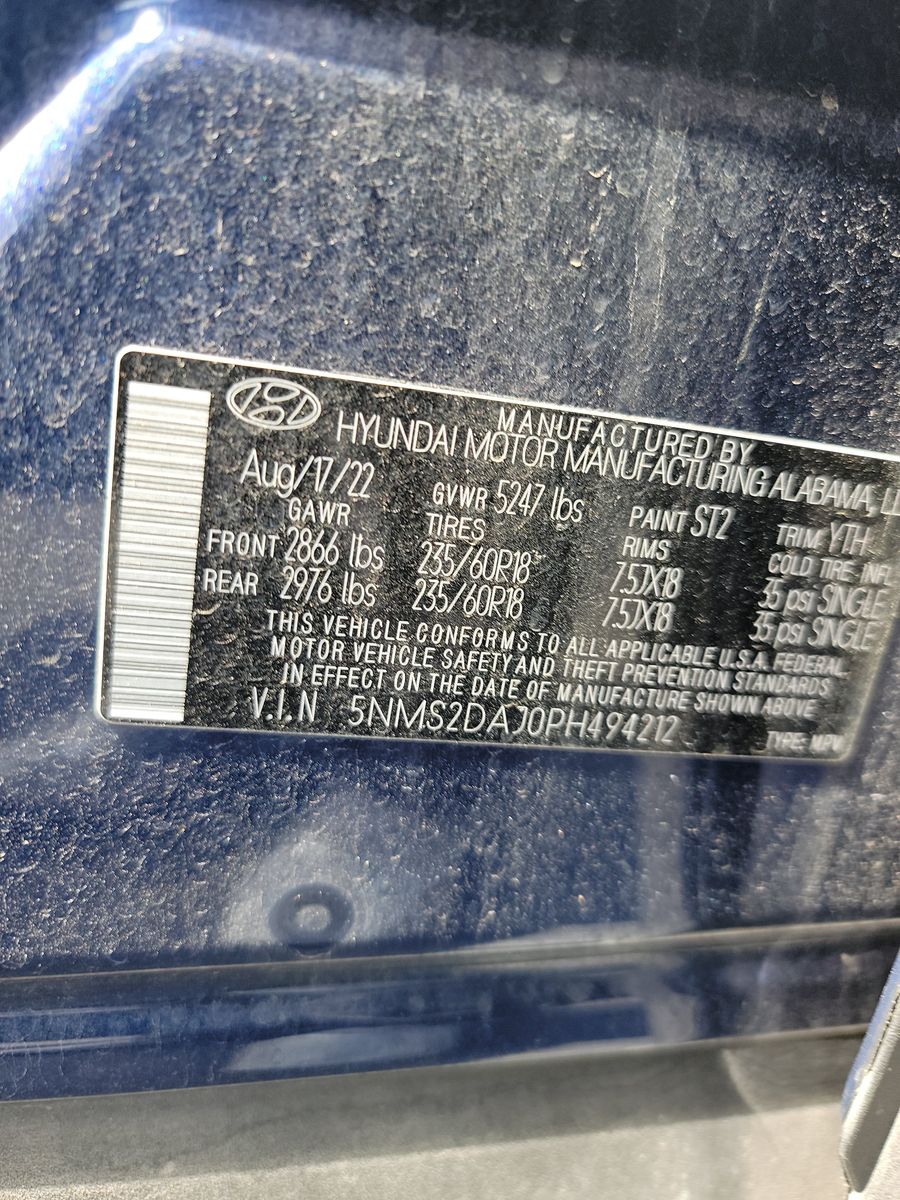 MANUFACTURED BY
HYUNDAI MOTOR MANUFACTURING ALABAMA,
Aug/17/22 GVWR 5247 lbs PAINT ST2 TRIM YTH
GAWR TIRES RIMS COLD TIRE INFL
FRONT 2866 lbs 235/60R18 7.5JX18 35 psi SINGLE
REAR 2976 lbs 235/60R18 7.5JX18 35 psi SINGLE
THIS VEHICLE CONFORMS TO ALL APPLICABLE U.S.A. FEDERAL
MOTOR VEHICLE SAFETY AND THEFT PREVENTION STANDARDS
IN EFFECT ON THE DATE OF MANUFACTURE SHOWN ABOVE
V.I.N 5NMS2DAJ0PH494212 TYPE: MPV